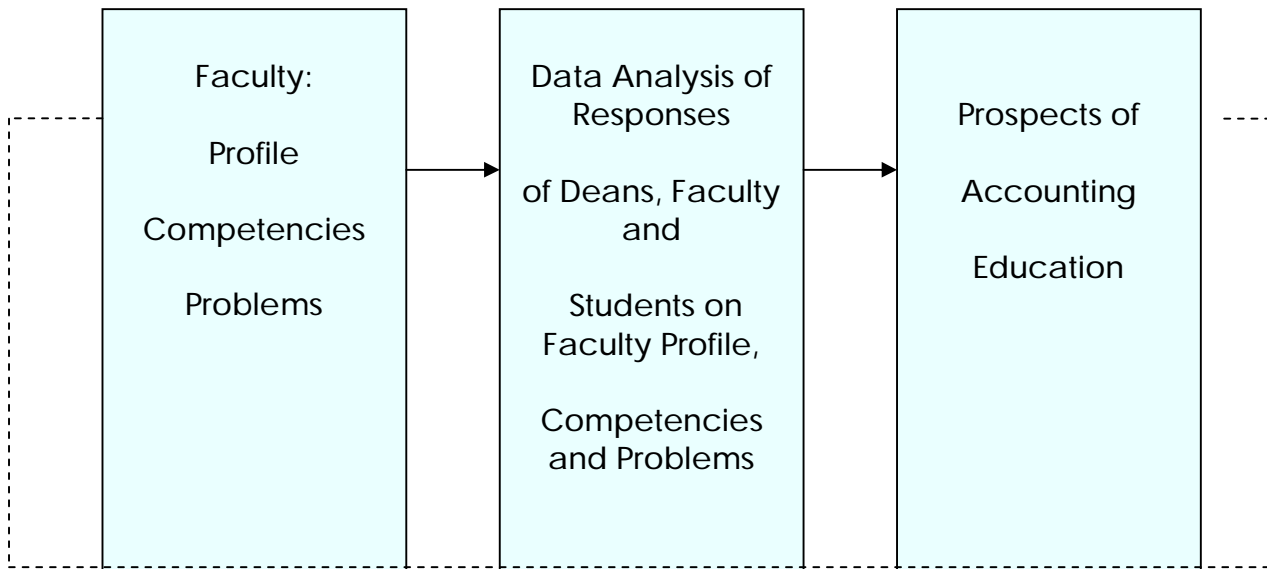 Faculty:
Profile
Competencies
Problems
Data Analysis of
Responses
of Deans, Faculty
and
Students on
Faculty Profile,
Competencies
and Problems
Prospects of
Accounting
Education